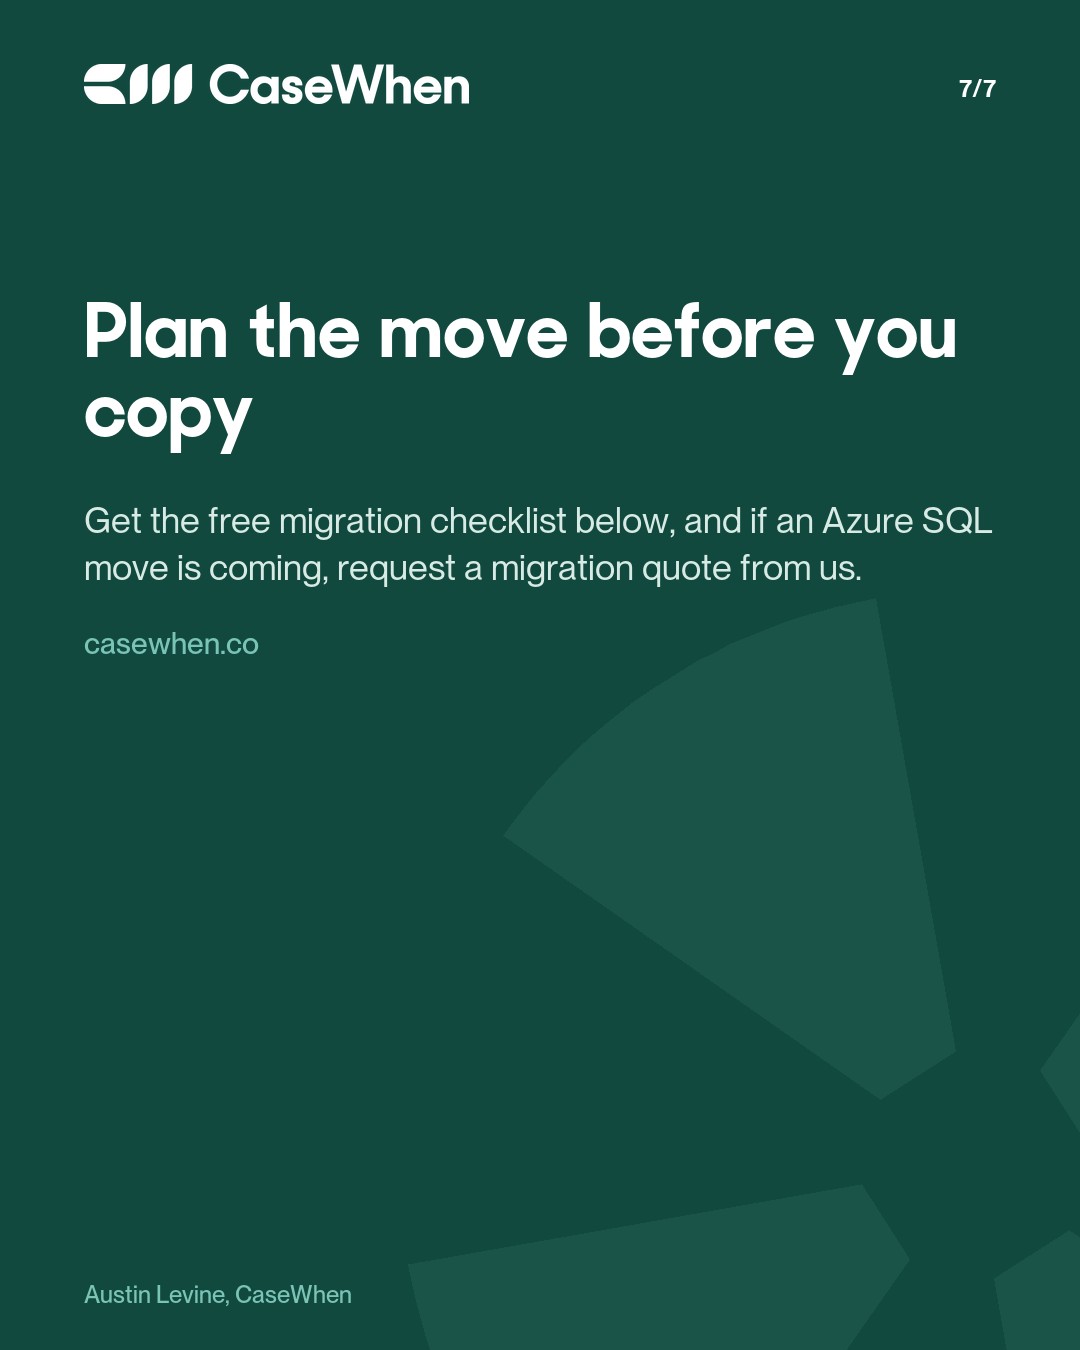 CaseWhen
7/7
Plan the move before you
copy
Get the free migration checklist below, and if an Azure SQL
move is coming, request a migration quote from us.
casewhen.co
Austin Levine, CaseWhen